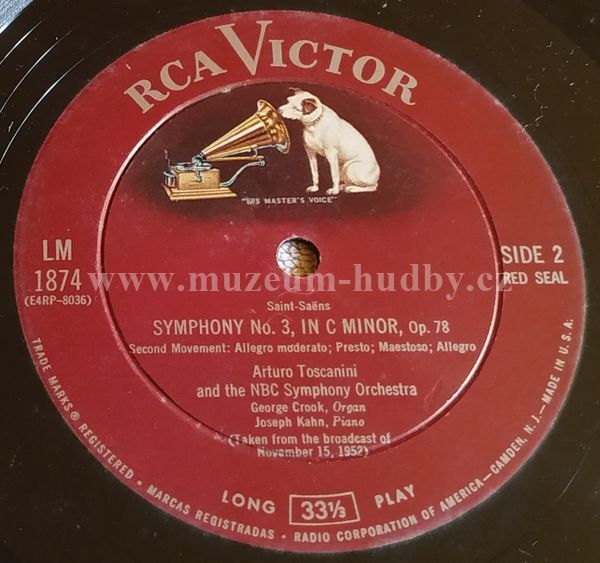 RCA VICTOR
"HIS MASTER'S VOICE"
LM
1874
(E4RP-8036)
SIDE 2
RED SEAL
www.muzeum-hudby.cz
Saint-Saëns
SYMPHONY No. 3, IN C MINOR, Op. 78
Second Movement: Allegro moderato; Presto; Maestoso; Allegro
Arturo Toscanini
and the NBC Symphony Orchestra
George Crook, Organ
Joseph Kahn, Piano
(Taken from the broadcast of
November 15, 1952)
LONG 33⅓ PLAY
TRADE MARKS ® REGISTERED • MARCAS REGISTRADAS • RADIO CORPORATION OF AMERICA—CAMDEN, N. J.—MADE IN U.S.A.